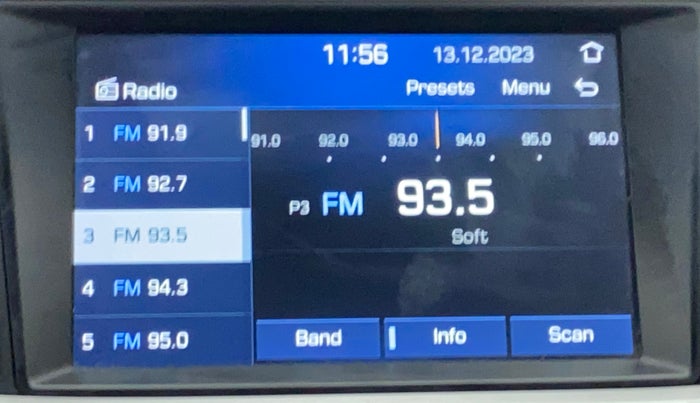 11:56 13.12.2023
Radio Presets Menu
1 FM 91.9
2 FM 92.7
3 FM 93.5
4 FM 94.3
5 FM 95.0
91.0 92.0 93.0 94.0 95.0 96.0
P3 FM 93.5
Soft
Band Info Scan